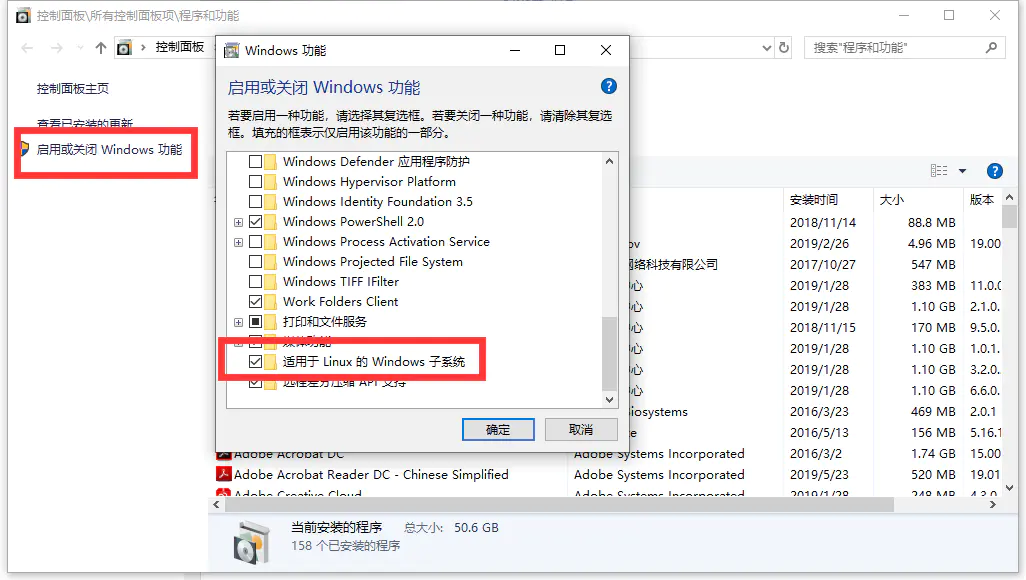 控制面板\所有控制面板项\程序和功能
控制面板
搜索"程序和功能"
控制面板主页
查看已安装的更新
启用或关闭 Windows 功能
Windows 功能
启用或关闭 Windows 功能
若要启用一种功能，请选择其复选框。若要关闭一种功能，请清除其复选
框。填充的框表示仅启用该功能的一部分。
Windows Defender 应用程序防护
Windows Hypervisor Platform
Windows Identity Foundation 3.5
Windows PowerShell 2.0
Windows Process Activation Service
Windows Projected File System
Windows TIFF IFilter
Work Folders Client
打印和文件服务
媒体功能
适用于 Linux 的 Windows 子系统
远程差分压缩 API 支持
确定
取消
安装时间 大小 版本
2018/11/14 88.8 MB
ov 2019/2/26 4.96 MB 19.00
网络科技有限公司 2017/10/27 547 MB
心 2019/1/28 383 MB 11.0.0
心 2019/1/28 1.10 GB 2.1.0.
心 2018/11/15 170 MB 9.5.0.
心 2019/1/28 1.10 GB 1.0.1.
心 2019/1/28 1.10 GB 3.2.0.
心 2019/1/28 1.10 GB 6.6.0.
iosystems 2016/3/23 469 MB 2.0.1
e 2016/5/13 156 MB 5.16.1
Adobe Acrobat DC Adobe Systems Incorporated 2016/3/2 1.74 GB 15.00
Adobe Acrobat Reader DC - Chinese Simplified Adobe Systems Incorporated 2019/5/23 520 MB 19.01
Adobe Creative Cloud Adobe Systems Incorporated 2019/1/28 248 MB 4.3.0
当前安装的程序 总大小: 50.6 GB
158 个已安装的程序